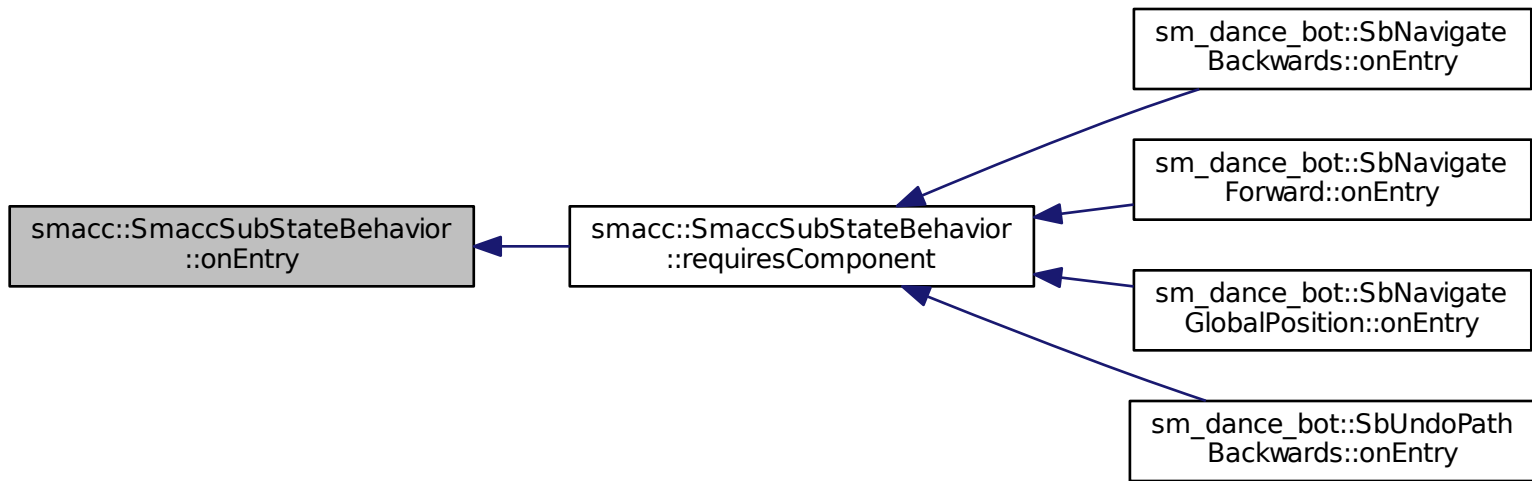 smacc::SmaccSubStateBehavior
::onEntry
smacc::SmaccSubStateBehavior
::requiresComponent
sm_dance_bot::SbNavigate
Backwards::onEntry
sm_dance_bot::SbNavigate
Forward::onEntry
sm_dance_bot::SbNavigate
GlobalPosition::onEntry
sm_dance_bot::SbUndoPath
Backwards::onEntry